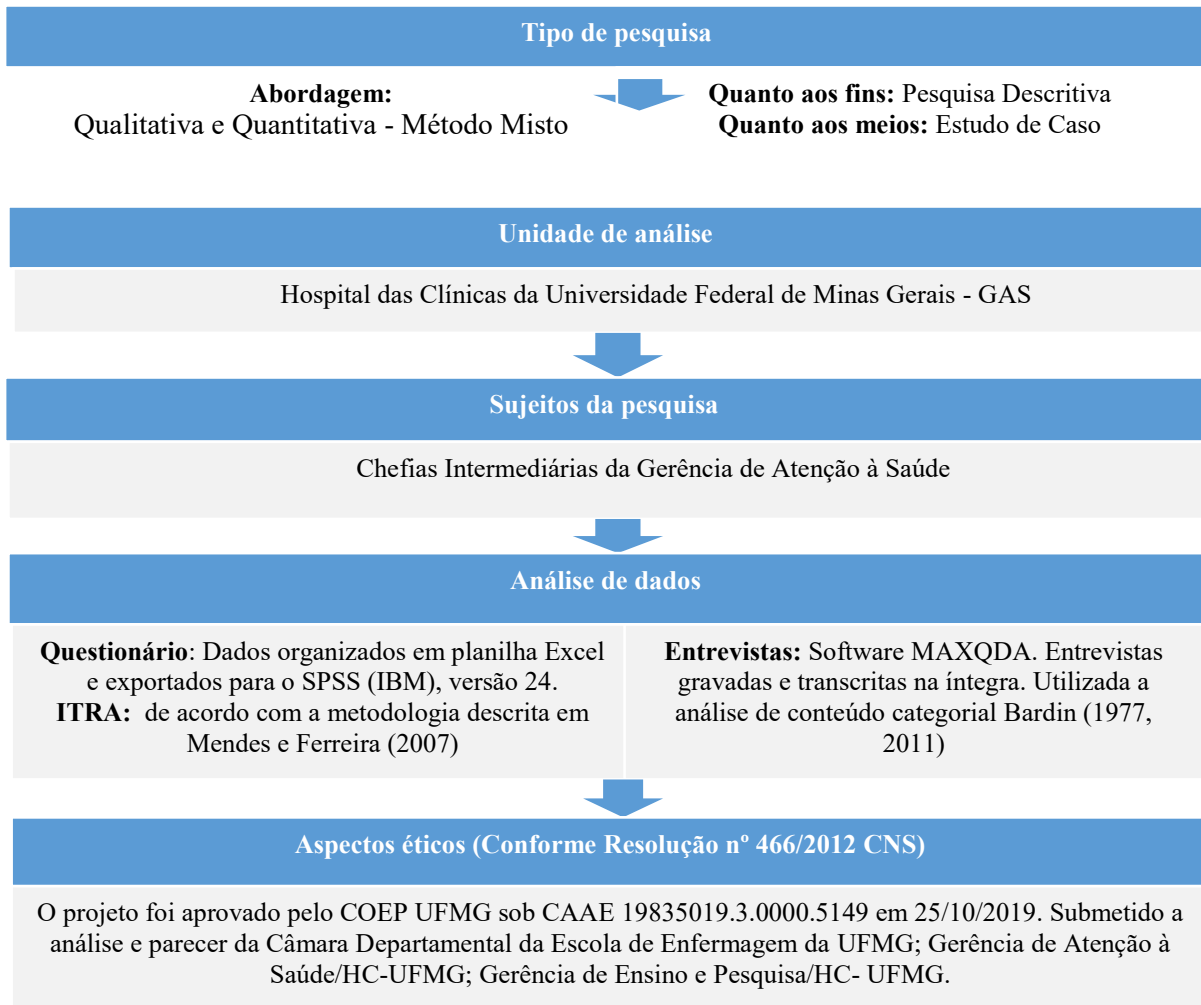 Tipo de pesquisa
Abordagem:
Qualitativa e Quantitativa - Método Misto
Quanto aos fins: Pesquisa Descritiva
Quanto aos meios: Estudo de Caso
Unidade de análise
Hospital das Clínicas da Universidade Federal de Minas Gerais - GAS
Sujeitos da pesquisa
Chefias Intermediárias da Gerência de Atenção à Saúde
Análise de dados
Questionário: Dados organizados em planilha Excel
e exportados para o SPSS (IBM), versão 24.
ITRA: de acordo com a metodologia descrita em
Mendes e Ferreira (2007)
Entrevistas: Software MAXQDA. Entrevistas
gravadas e transcritas na íntegra. Utilizada a
análise de conteúdo categorial Bardin (1977,
2011)
Aspectos éticos (Conforme Resolução nº 466/2012 CNS)
O projeto foi aprovado pelo COEP UFMG sob CAAE 19835019.3.0000.5149 em 25/10/2019. Submetido a
análise e parecer da Câmara Departamental da Escola de Enfermagem da UFMG; Gerência de Atenção à
Saúde/HC-UFMG; Gerência de Ensino e Pesquisa/HC- UFMG.